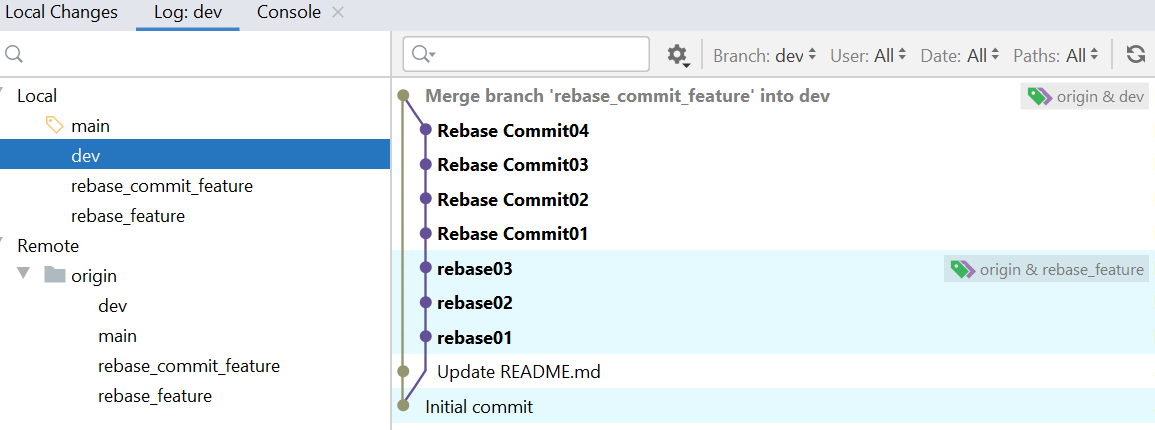 Local Changes Log: dev Console
Branch: dev User: All Date: All Paths: All
Local
main
dev
rebase_commit_feature
rebase_feature
Remote
origin
dev
main
rebase_commit_feature
rebase_feature
Merge branch 'rebase_commit_feature' into dev origin & dev
Rebase Commit04
Rebase Commit03
Rebase Commit02
Rebase Commit01
rebase03 origin & rebase_feature
rebase02
rebase01
Update README.md
Initial commit